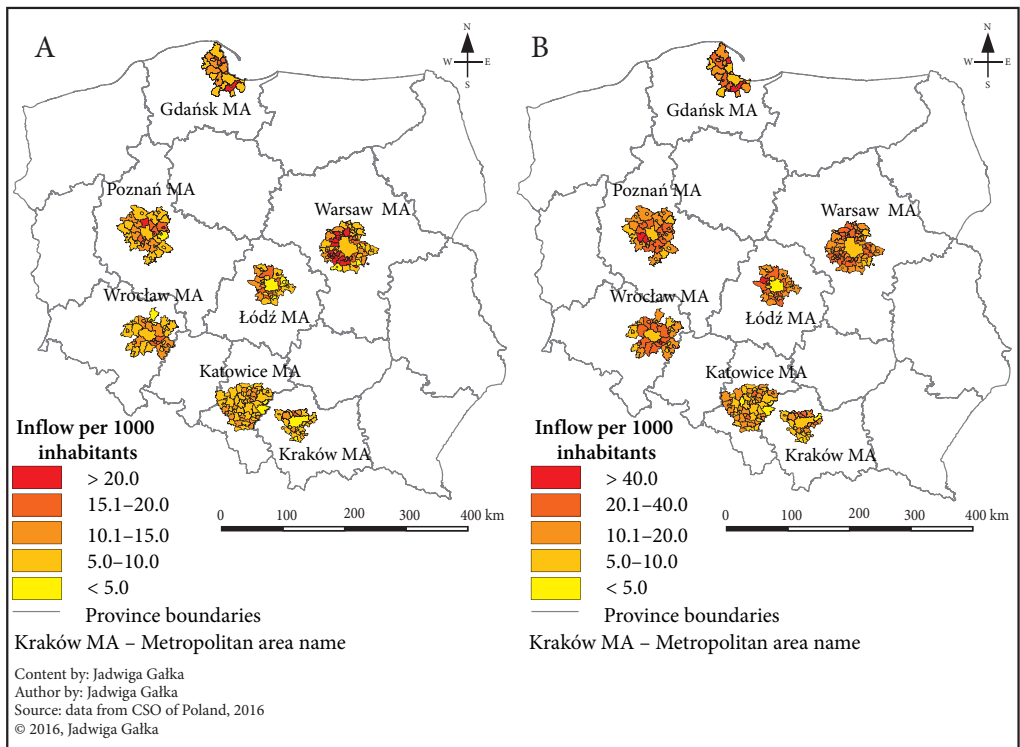 A
N
W E
S
Gdańsk MA
Poznań MA
Warsaw MA
Wrocław MA
Łódź MA
Katowice MA
Kraków MA
Inflow per 1000
inhabitants
> 20.0
15.1–20.0
10.1–15.0
5.0–10.0
< 5.0
Province boundaries
Kraków MA – Metropolitan area name
0 100 200 300 400 km
B
N
W E
S
Gdańsk MA
Poznań MA
Warsaw MA
Wrocław MA
Łódź MA
Katowice MA
Kraków MA
Inflow per 1000
inhabitants
> 40.0
20.1–40.0
10.1–20.0
5.0–10.0
< 5.0
Province boundaries
Kraków MA – Metropolitan area name
0 100 200 300 400 km
Content by: Jadwiga Gałka
Author by: Jadwiga Gałka
Source: data from CSO of Poland, 2016
© 2016, Jadwiga Gałka